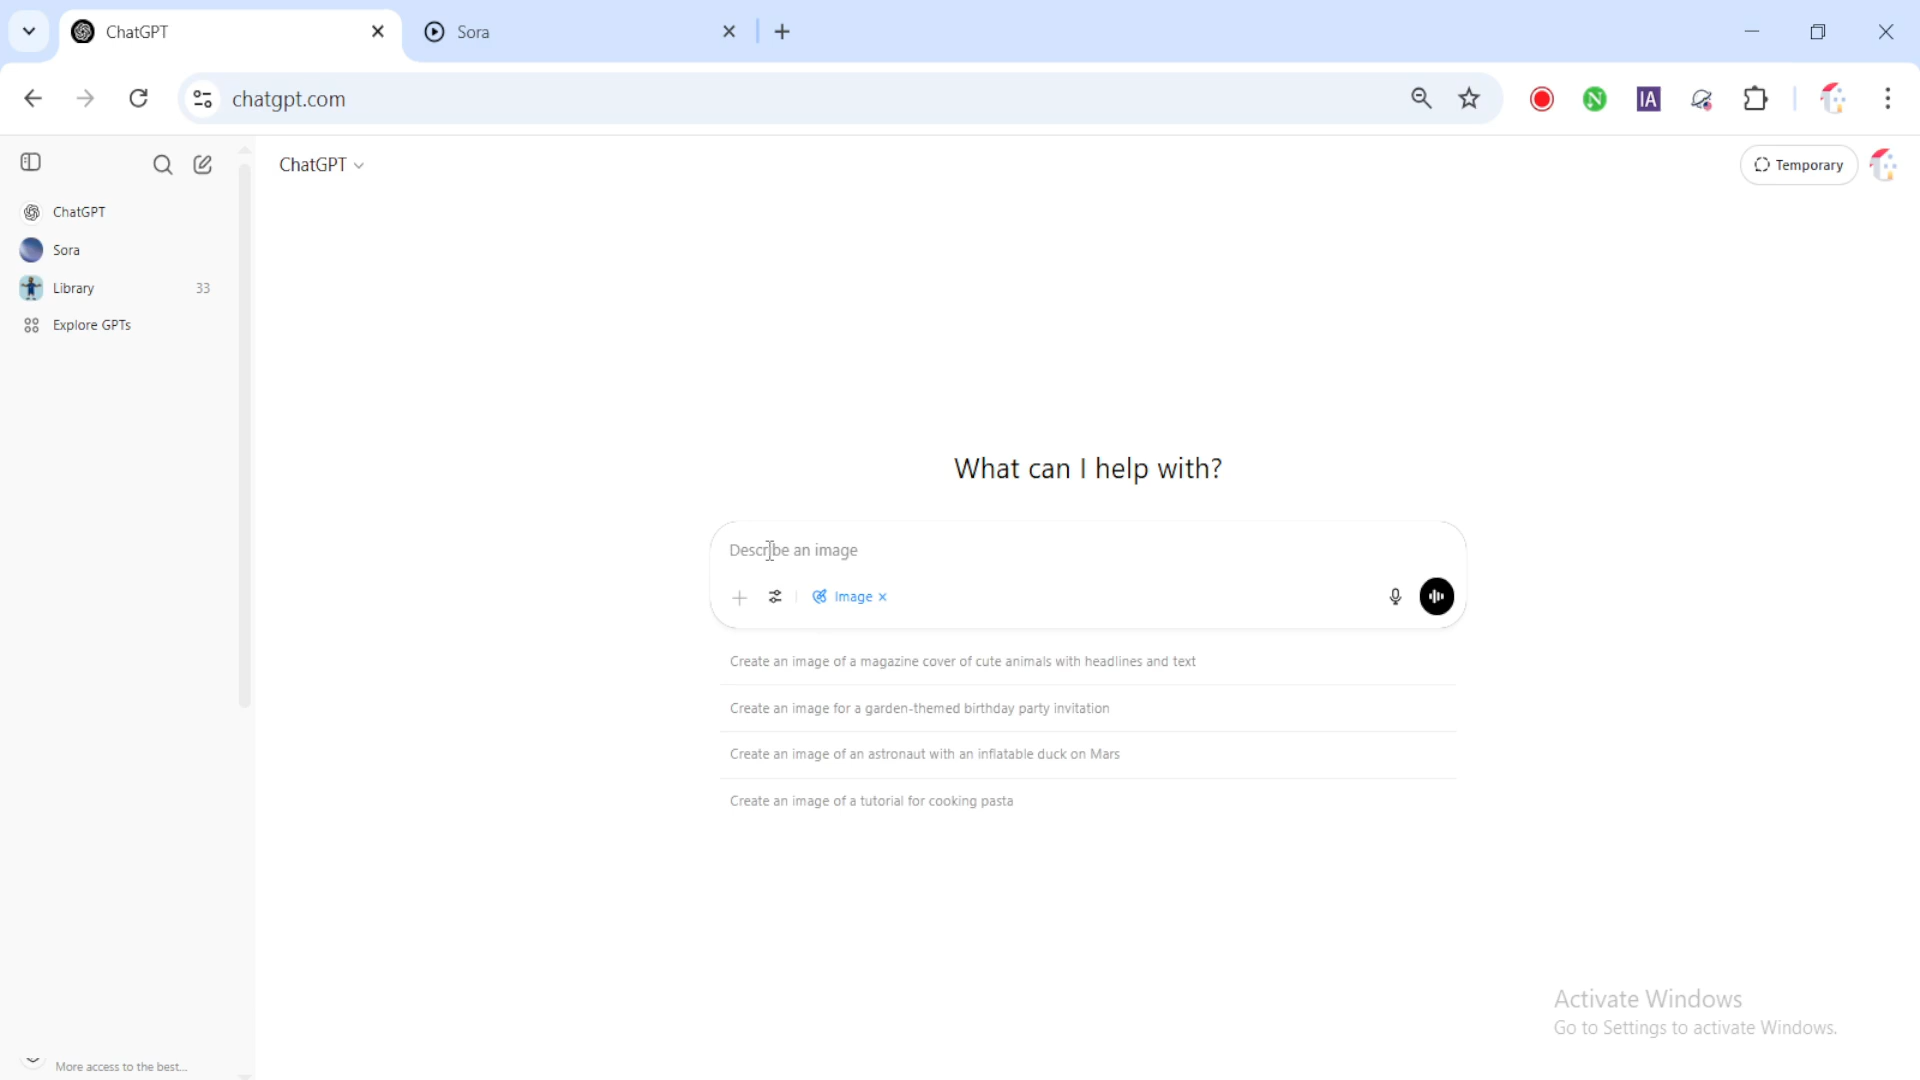 ChatGPT
Sora
chatgpt.com
IA
ChatGPT
Temporary
ChatGPT
Sora
Library 33
Explore GPTs
What can I help with?
Describe an image
Image
Create an image of a magazine cover of cute animals with headlines and text
Create an image for a garden-themed birthday party invitation
Create an image of an astronaut with an inflatable duck on Mars
Create an image of a tutorial for cooking pasta
Activate Windows
Go to Settings to activate Windows.
More access to the best...